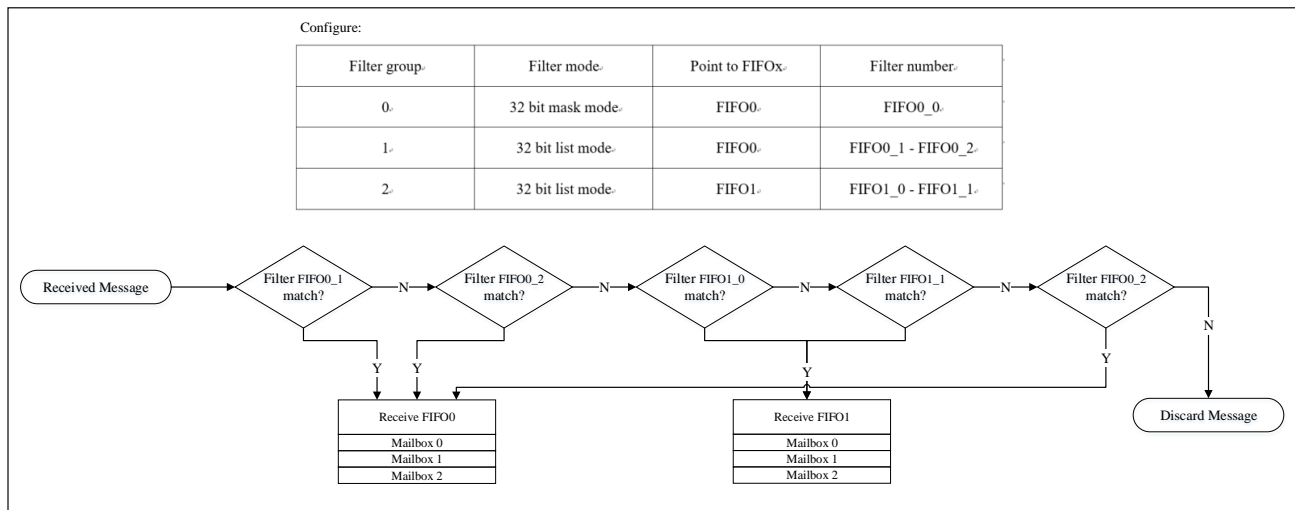 Configure:
Filter group Filter mode Point to FIFOx Filter number
0 32 bit mask mode FIFO0 FIFO0_0
1 32 bit list mode FIFO0 FIFO0_1 - FIFO0_2
2 32 bit list mode FIFO1 FIFO1_0 - FIFO1_1
Received Message
Filter FIFO0_1
match?
N
Filter FIFO0_2
match?
N
Filter FIFO1_0
match?
N
Filter FIFO1_1
match?
N
Filter FIFO0_2
match?
N
Y
Y
Y
Y
Receive FIFO0
Mailbox 0
Mailbox 1
Mailbox 2
Receive FIFO1
Mailbox 0
Mailbox 1
Mailbox 2
Discard Message